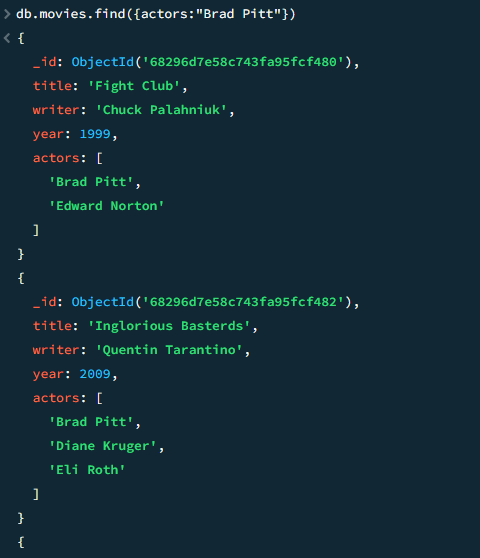 > db.movies.find({actors:"Brad Pitt"})
< {
_id: ObjectId('68296d7e58c743fa95fcf480'),
title: 'Fight Club',
writer: 'Chuck Palahniuk',
year: 1999,
actors: [
'Brad Pitt',
'Edward Norton'
]
}
{
_id: ObjectId('68296d7e58c743fa95fcf482'),
title: 'Inglorious Basterds',
writer: 'Quentin Tarantino',
year: 2009,
actors: [
'Brad Pitt',
'Diane Kruger',
'Eli Roth'
]
}
{